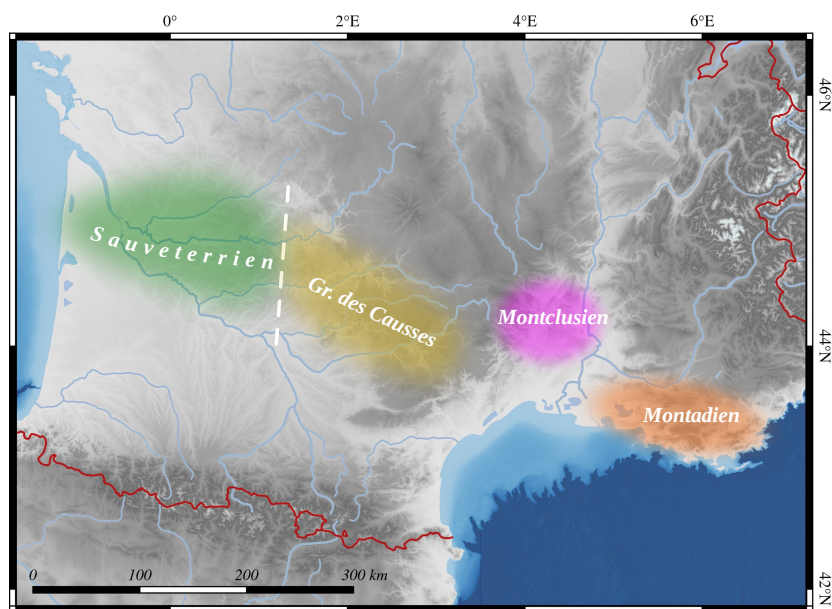 0° 2°E 4°E 6°E
46°N
Sauveterrien
Gr. des Causses
Montclusien
44°N
Montadien
0 100 200 300 km
42°N